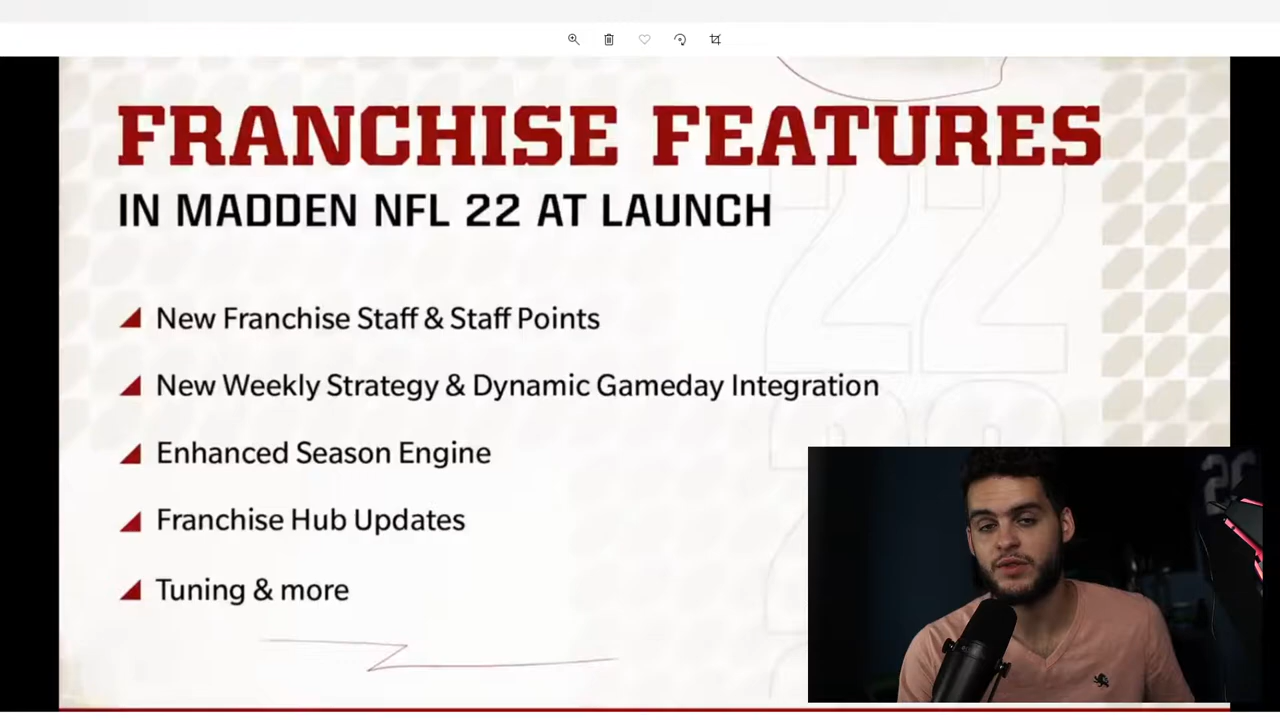 FRANCHISE FEATURES
IN MADDEN NFL 22 AT LAUNCH
New Franchise Staff & Staff Points
New Weekly Strategy & Dynamic Gameday Integration
Enhanced Season Engine
Franchise Hub Updates
Tuning & more
22